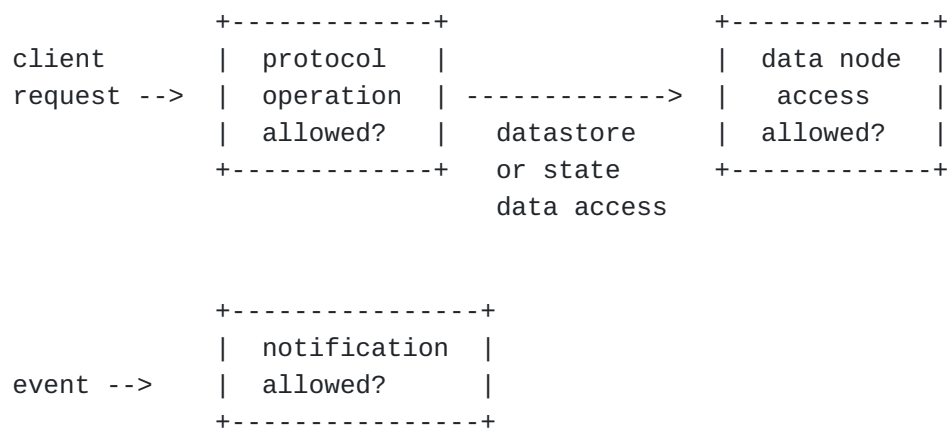 +-------------+                 +-------------+
client        |  protocol   |                 |  data node  |
request -->   |  operation  | ------------->  |   access    |
              |  allowed?   |   datastore     |  allowed?   |
              +-------------+   or state      +-------------+
                                data access
              +----------------+
              |  notification  |
event -->     |  allowed?      |
              +----------------+